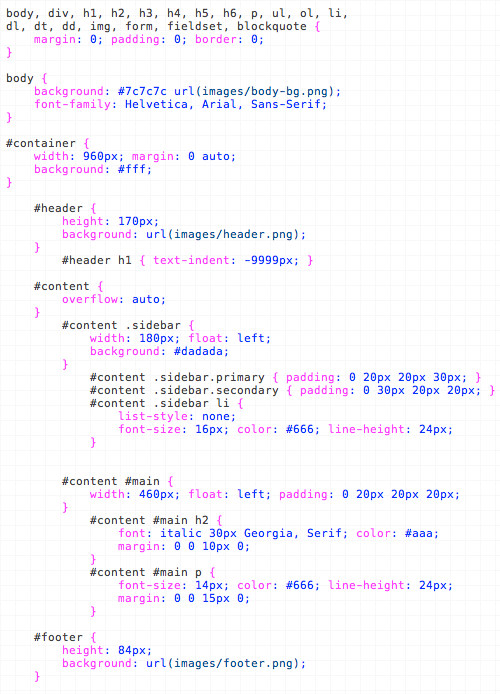 body, div, h1, h2, h3, h4, h5, h6, p, ul, ol, li,
dl, dt, dd, img, form, fieldset, blockquote {
    margin: 0; padding: 0; border: 0;
}

body {
    background: #7c7c7c url(images/body-bg.png);
    font-family: Helvetica, Arial, Sans-Serif;
}

#container {
    width: 960px; margin: 0 auto;
    background: #fff;
}

    #header {
        height: 170px;
        background: url(images/header.png);
    }
        #header h1 { text-indent: -9999px; }

    #content {
        overflow: auto;
    }
        #content .sidebar {
            width: 180px; float: left;
            background: #dadada;
        }
            #content .sidebar.primary { padding: 0 20px 20px 30px; }
            #content .sidebar.secondary { padding: 0 30px 20px 20px; }
            #content .sidebar li {
                list-style: none;
                font-size: 16px; color: #666; line-height: 24px;
            }


        #content #main {
            width: 460px; float: left; padding: 0 20px 20px 20px;
        }
            #content #main h2 {
                font: italic 30px Georgia, Serif; color: #aaa;
                margin: 0 0 10px 0;
            }
            #content #main p {
                font-size: 14px; color: #666; line-height: 24px;
                margin: 0 0 15px 0;
            }

    #footer {
        height: 84px;
        background: url(images/footer.png);
    }